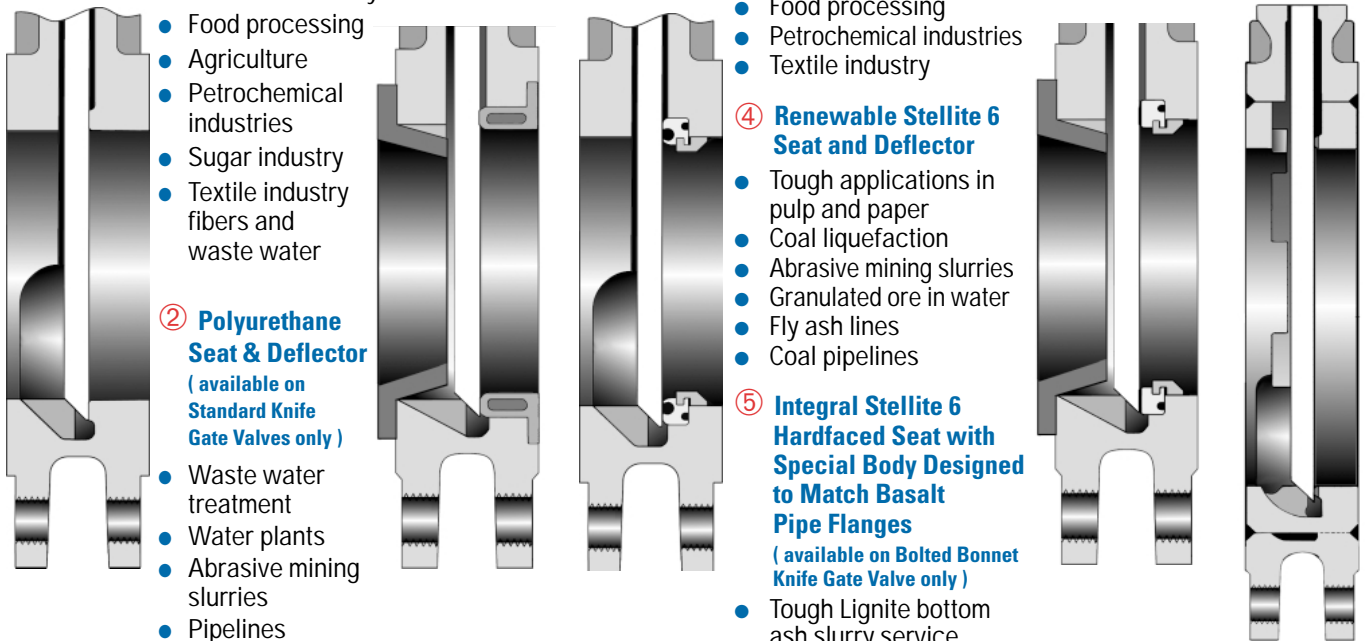 ● Food processing
● Agriculture
● Petrochemical
industries
● Sugar industry
● Textile industry
fibers and
waste water
② Polyurethane
Seat & Deflector
( available on
Standard Knife
Gate Valves only )
● Waste water
treatment
● Water plants
● Abrasive mining
slurries
● Pipelines
● Food processing
● Petrochemical industries
● Textile industry
④ Renewable Stellite 6
Seat and Deflector
● Tough applications in
pulp and paper
● Coal liquefaction
● Abrasive mining slurries
● Granulated ore in water
● Fly ash lines
● Coal pipelines
⑤ Integral Stellite 6
Hardfaced Seat with
Special Body Designed
to Match Basalt
Pipe Flanges
( available on Bolted Bonnet
Knife Gate Valve only )
● Tough Lignite bottom
ash slurry service